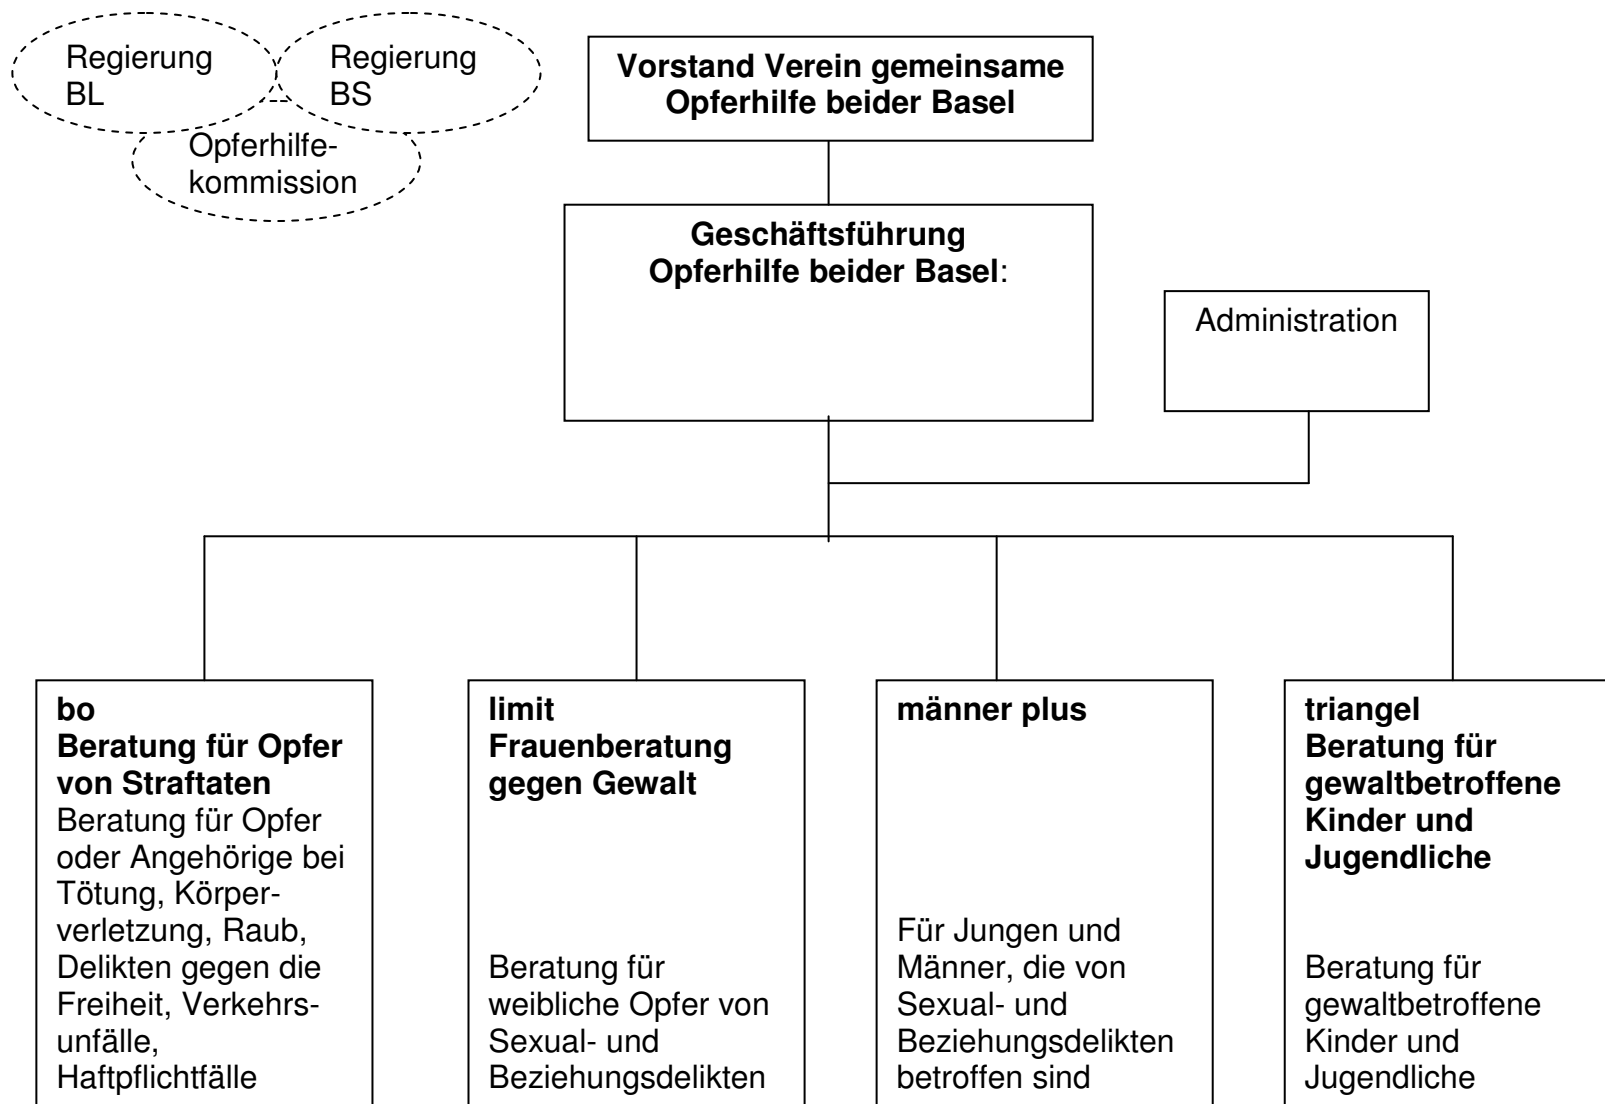 Regierung
BL
Regierung
BS
Opferhilfe-
kommission
Vorstand Verein gemeinsame
Opferhilfe beider Basel
Geschäftsführung
Opferhilfe beider Basel:
Administration
bo
Beratung für Opfer
von Straftaten
Beratung für Opfer
oder Angehörige bei
Tötung, Körper-
verletzung, Raub,
Delikten gegen die
Freiheit, Verkehrs-
unfälle,
Haftpflichtfälle
limit
Frauenberatung
gegen Gewalt
Beratung für
weibliche Opfer von
Sexual- und
Beziehungsdelikten
männer plus
Für Jungen und
Männer, die von
Sexual- und
Beziehungsdelikten
betroffen sind
triangel
Beratung für
gewaltbetroffene
Kinder und
Jugendliche
Beratung für
gewaltbetroffene
Kinder und
Jugendliche